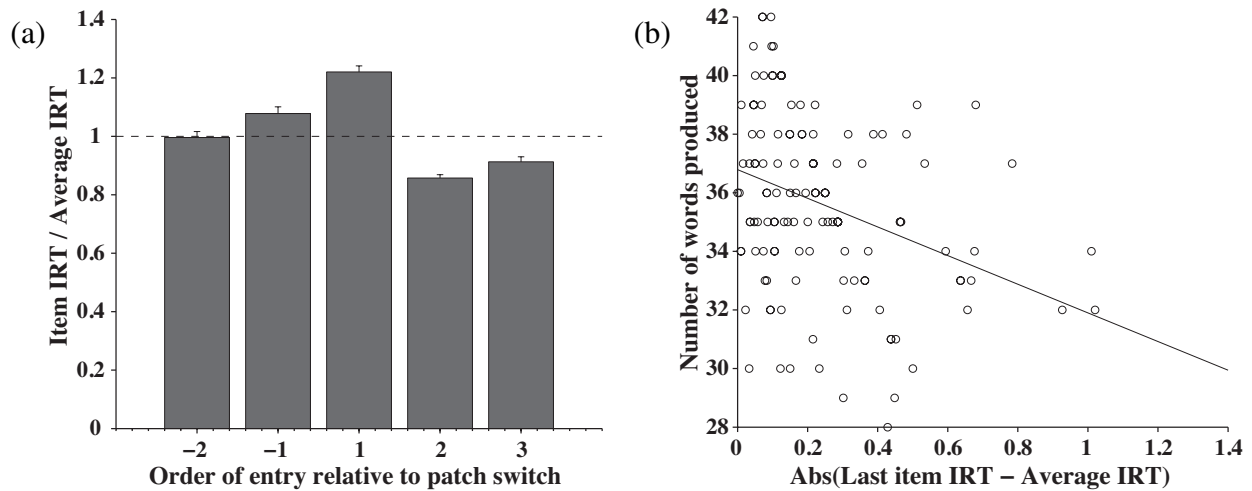 (a)
Item IRT / Average IRT
1.4
1.2
1
0.8
0.6
0.4
0.2
0
−2 −1 1 2 3
Order of entry relative to patch switch
(b)
Number of words produced
42
40
38
36
34
32
30
28
0 0.2 0.4 0.6 0.8 1 1.2 1.4
Abs(Last item IRT − Average IRT)